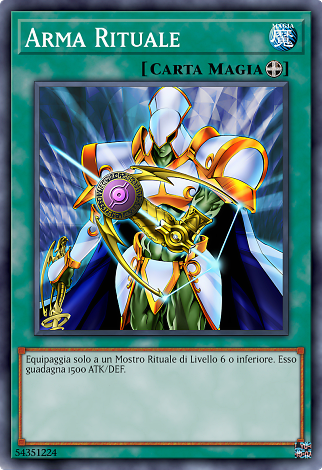 Arma Rituale
MAGIA
魔
[Carta Magia]
Equipaggia solo a un Mostro Rituale di Livello 6 o inferiore. Esso
guadagna 1500 ATK/DEF.
54351224